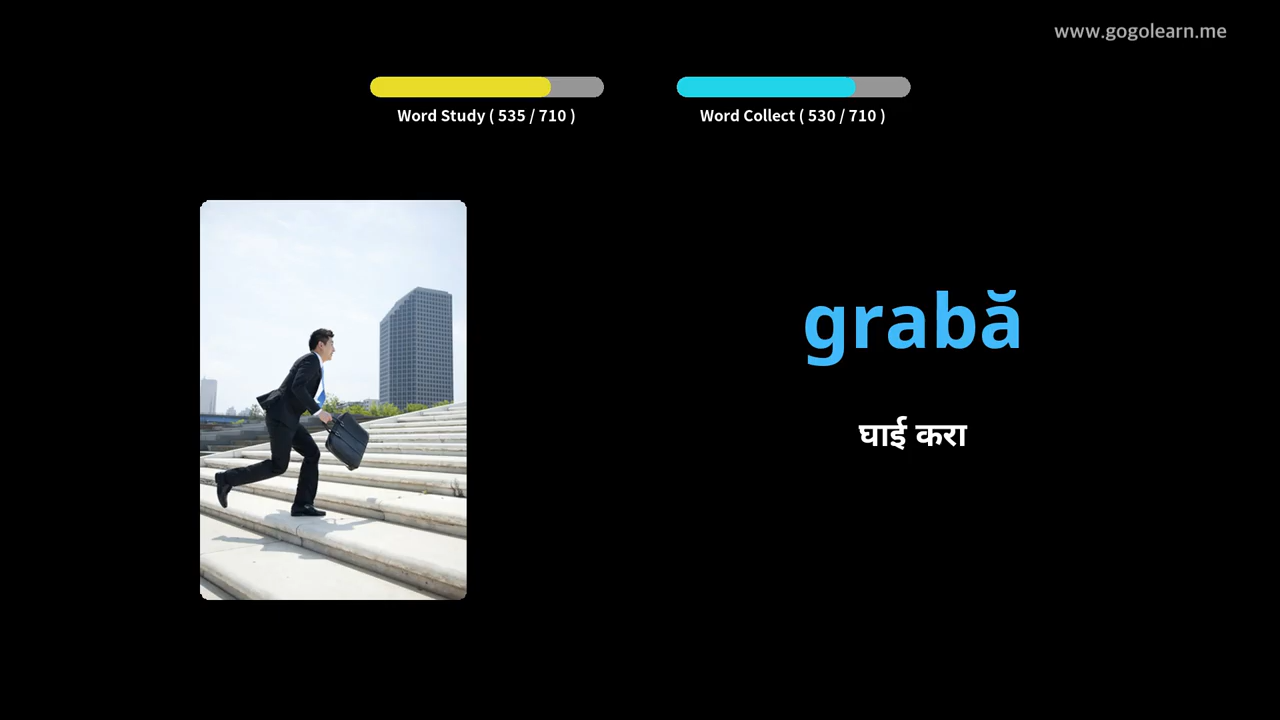 www.gogolearn.me
Word Study ( 535 / 710 )
Word Collect ( 530 / 710 )
grabă
घाई करा